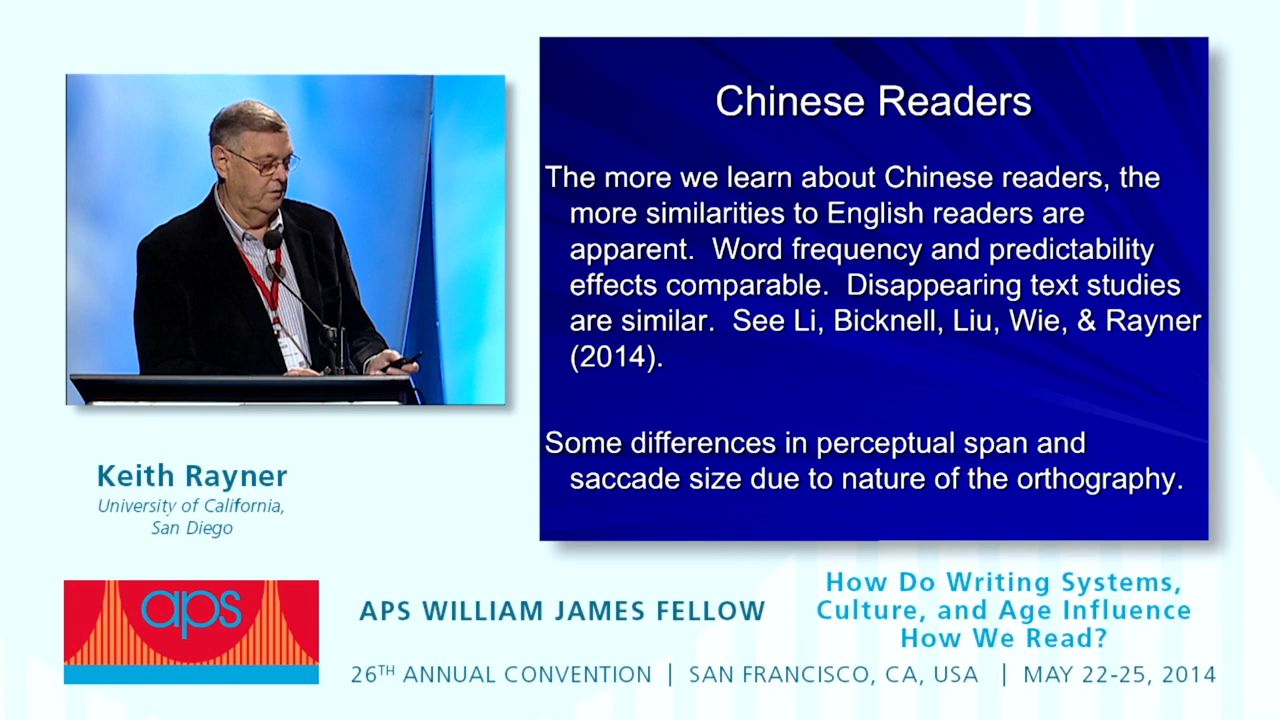 Chinese Readers
The more we learn about Chinese readers, the
more similarities to English readers are
apparent.  Word frequency and predictability
effects comparable.  Disappearing text studies
are similar.  See Li, Bicknell, Liu, Wie, & Rayner
(2014).
Some differences in perceptual span and
saccade size due to nature of the orthography.
Keith Rayner
University of California,
San Diego
aps
APS WILLIAM JAMES FELLOW
How Do Writing Systems,
Culture, and Age Influence
How We Read?
26TH ANNUAL CONVENTION | SAN FRANCISCO, CA, USA | MAY 22-25, 2014